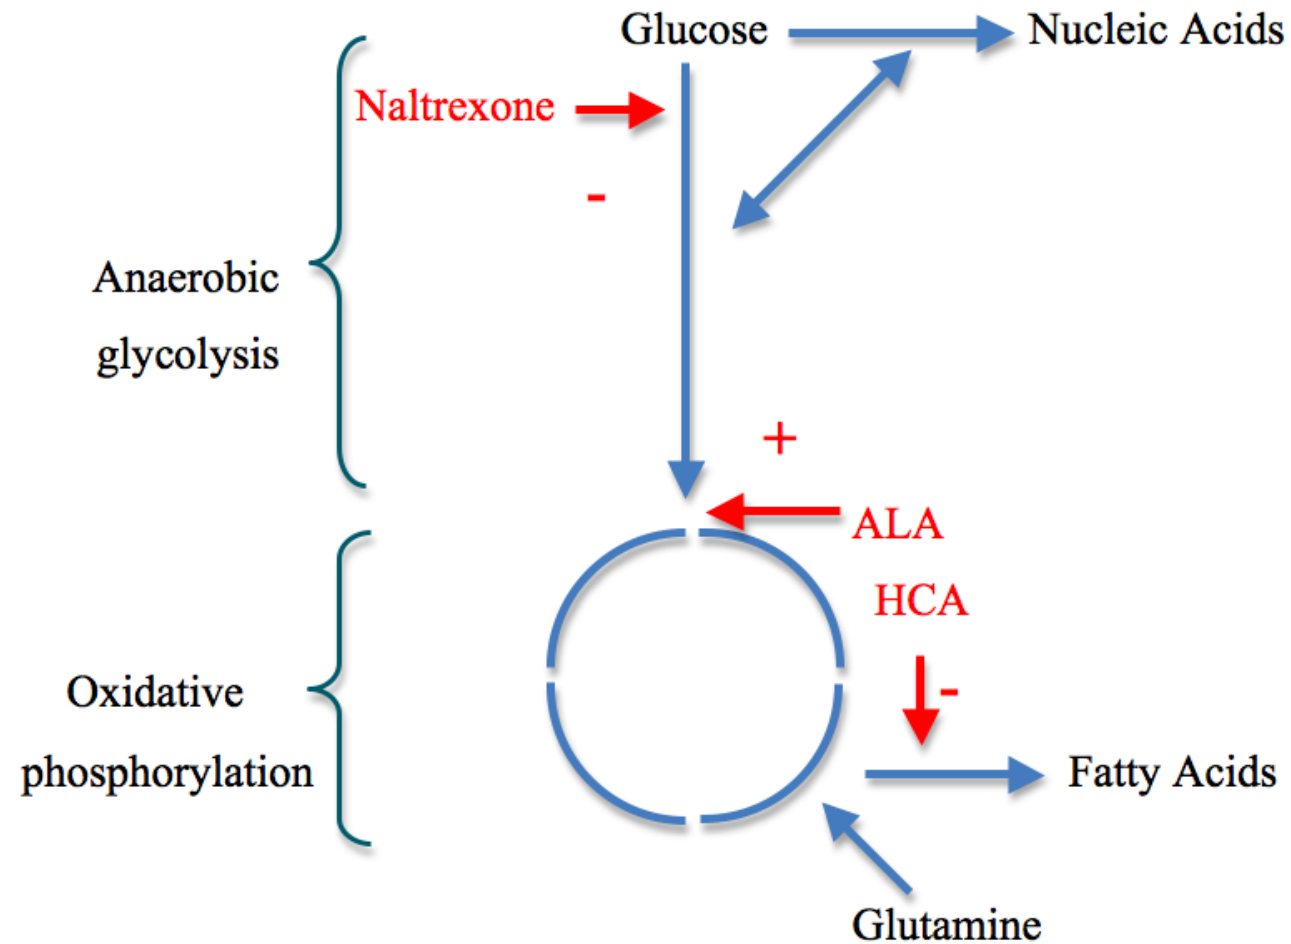 Glucose
Nucleic Acids
Naltrexone
-
Anaerobic
glycolysis
+
ALA
HCA
Oxidative
-
phosphorylation
Fatty Acids
Glutamine